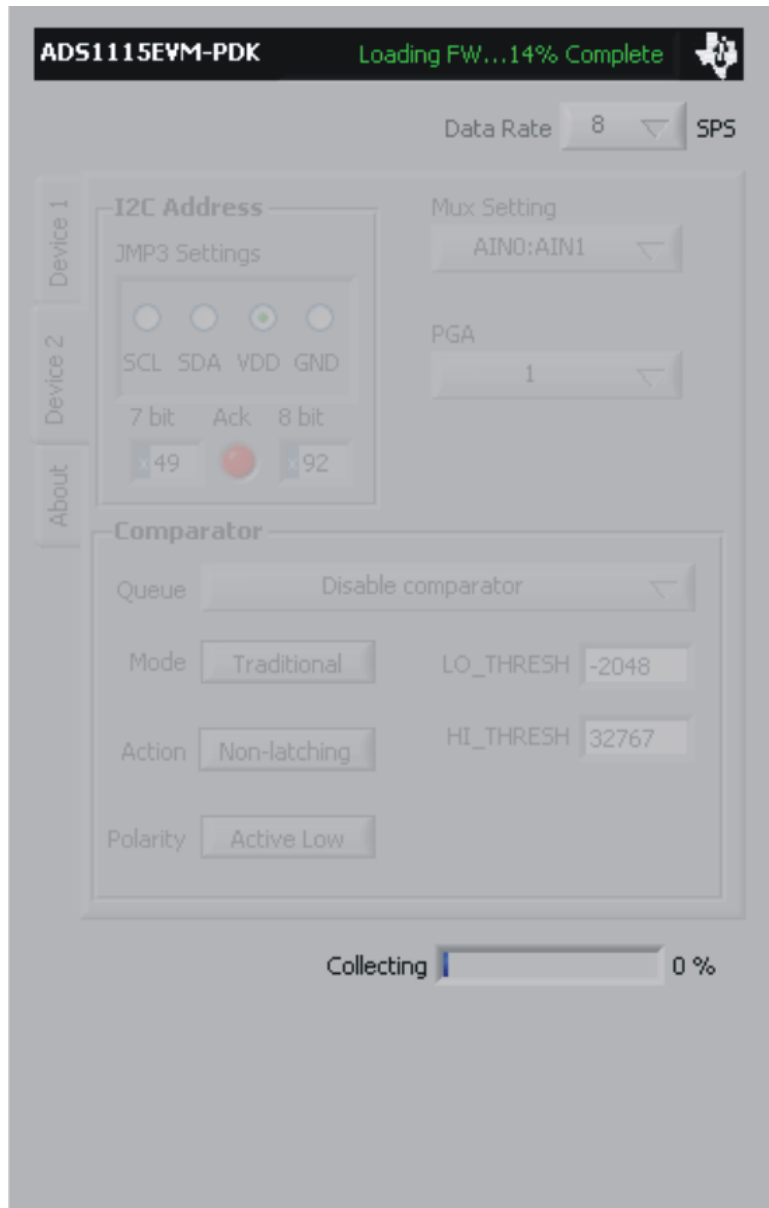 ADS1115EVM-PDK Loading FW...14% Complete
Data Rate 8 SPS
Device 1
Device 2
About
I2C Address
JMP3 Settings
SCL SDA VDD GND
7 bit Ack 8 bit
x 49 x 92
Mux Setting
AIN0:AIN1
PGA
1
Comparator
Queue Disable comparator
Mode Traditional LO_THRESH -2048
Action Non-latching HI_THRESH 32767
Polarity Active Low
Collecting 0 %